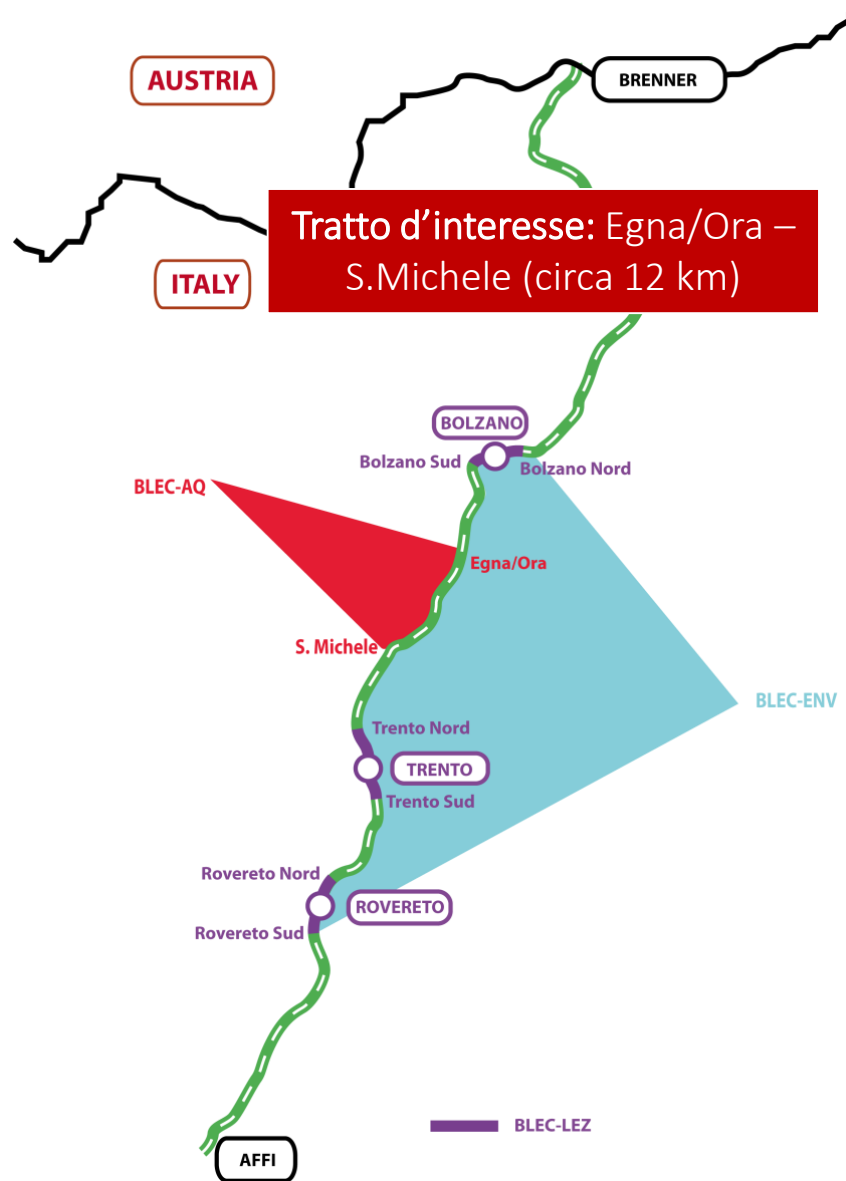 AUSTRIA
BRENNER
Tratto d’interesse: Egna/Ora –
S.Michele (circa 12 km)
ITALY
BOLZANO
Bolzano Sud
Bolzano Nord
BLEC-AQ
Egna/Ora
S. Michele
BLEC-ENV
Trento Nord
TRENTO
Trento Sud
Rovereto Nord
ROVERETO
Rovereto Sud
BLEC-LEZ
AFFI